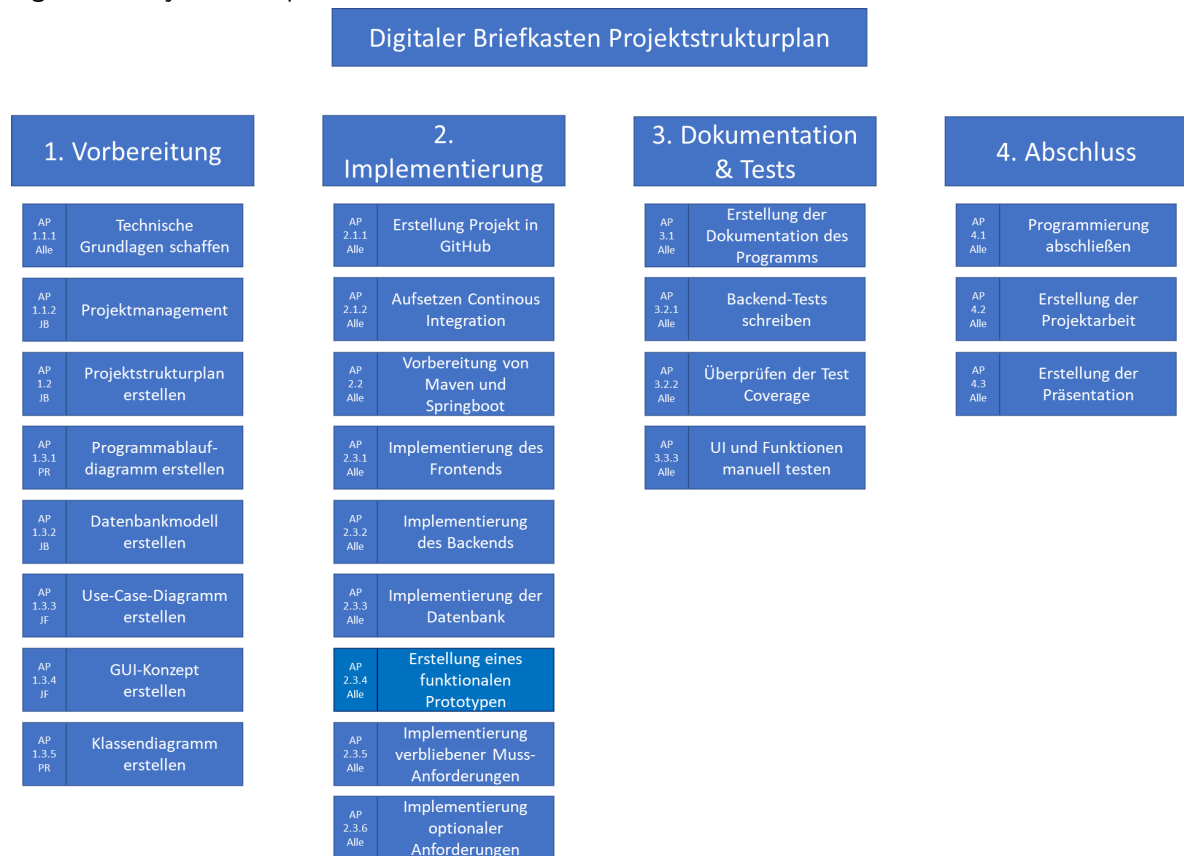 Digitaler Briefkasten Projektstrukturplan
1. Vorbereitung
AP
1.1.1
Alle
Technische
Grundlagen schaffen
AP
1.1.2
JB
Projektmanagement
AP
1.2
JB
Projektstrukturplan
erstellen
AP
1.3.1
PR
Programmablauf-
diagramm erstellen
AP
1.3.2
JB
Datenbankmodell
erstellen
AP
1.3.3
JF
Use-Case-Diagramm
erstellen
AP
1.3.4
JF
GUI-Konzept
erstellen
AP
1.3.5
PR
Klassendiagramm
erstellen
2.
Implementierung
AP
2.1.1
Alle
Erstellung Projekt in
GitHub
AP
2.1.2
Alle
Aufsetzen Continous
Integration
AP
2.2
Alle
Vorbereitung von
Maven und
Springboot
AP
2.3.1
Alle
Implementierung des
Frontends
AP
2.3.2
Alle
Implementierung
des Backends
AP
2.3.3
Alle
Implementierung der
Datenbank
AP
2.3.4
Alle
Erstellung eines
funktionalen
Prototypen
AP
2.3.5
Alle
Implementierung
verbliebener Muss-
Anforderungen
AP
2.3.6
Alle
Implementierung
optionaler
Anforderungen
3. Dokumentation
& Tests
AP
3.1
Alle
Erstellung der
Dokumentation des
Programms
AP
3.2.1
Alle
Backend-Tests
schreiben
AP
3.2.2
Alle
Überprüfen der Test
Coverage
AP
3.3.3
Alle
UI und Funktionen
manuell testen
4. Abschluss
AP
4.1
Alle
Programmierung
abschließen
AP
4.2
Alle
Erstellung der
Projektarbeit
AP
4.3
Alle
Erstellung der
Präsentation